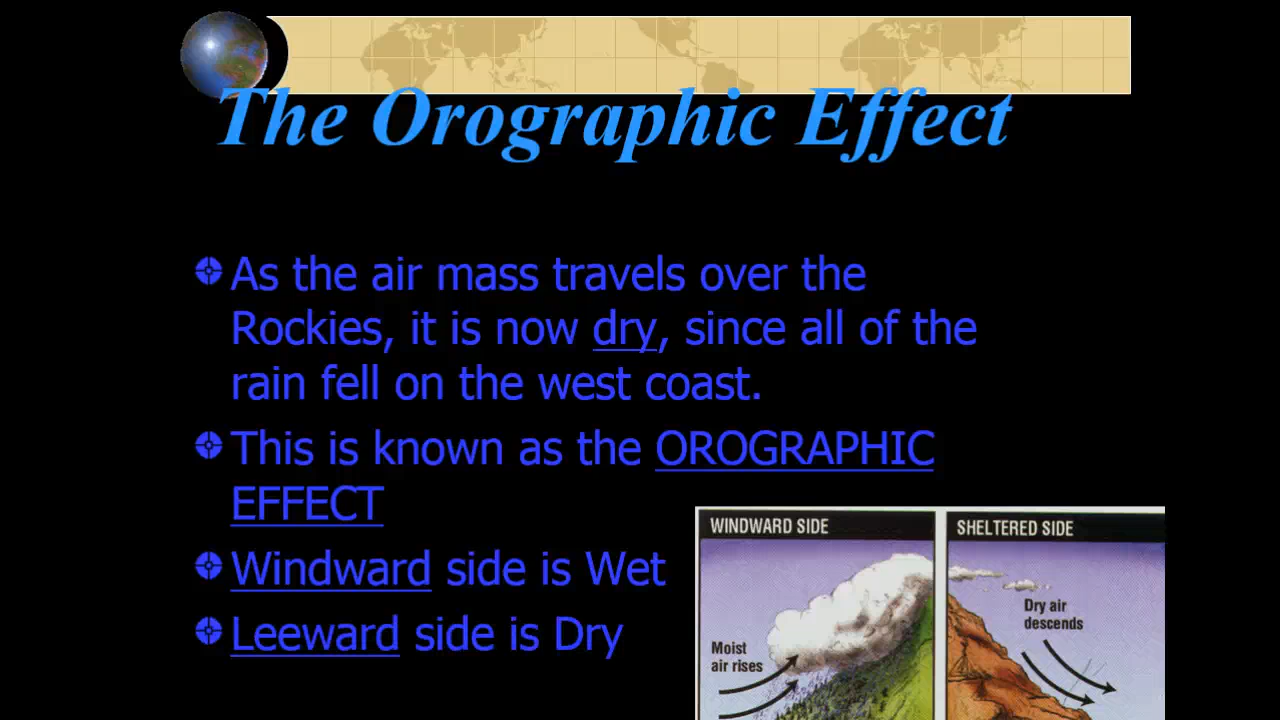 The Orographic Effect
As the air mass travels over the
Rockies, it is now dry, since all of the
rain fell on the west coast.
This is known as the OROGRAPHIC
EFFECT
Windward side is Wet
Leeward side is Dry
WINDWARD SIDE
Moist
air rises
SHELTERED SIDE
Dry air
descends